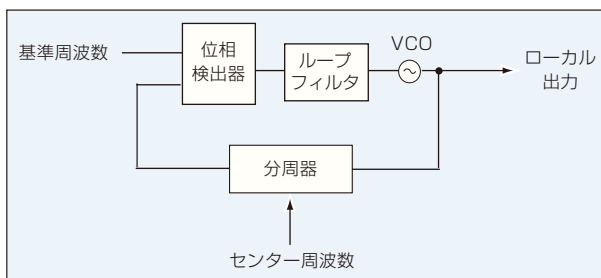 基準周波数
位相
検出器
ループ
フィルタ
VCO
ローカル
出力
分周器
センター周波数